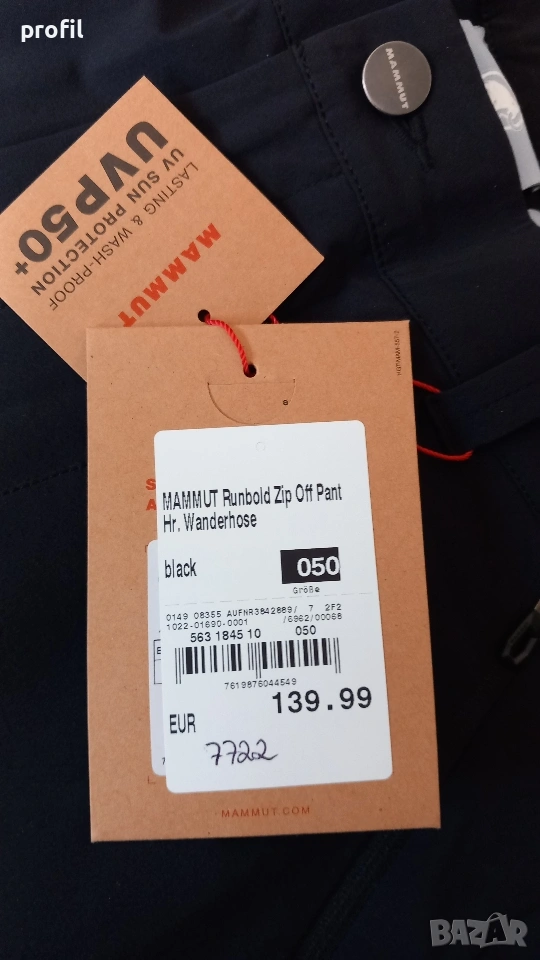 profil
MAMMUT
LASTING & WASH-PROOF
UV SUN PROTECTION
UVP50+
MAMMUT
8
S
A
MAMMUT Runbold Zip Off Pant
Hr. Wanderhose
black
050
Größe
0149 08355 AUFNR3842889/ 7 2F2
1022-01690-0001 /6962/00068
563 1845 10 050
7619876044549
139.99
EUR
7722
MAMMUT.COM
BAZAR